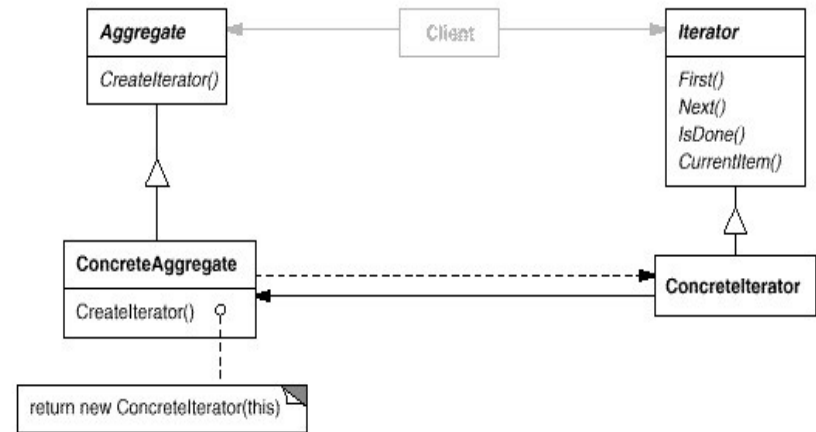 Aggregate
CreateIterator()
Client
Iterator
First()
Next()
IsDone()
CurrentItem()
ConcreteAggregate
CreateIterator()
ConcreteIterator
return new ConcreteIterator(this)